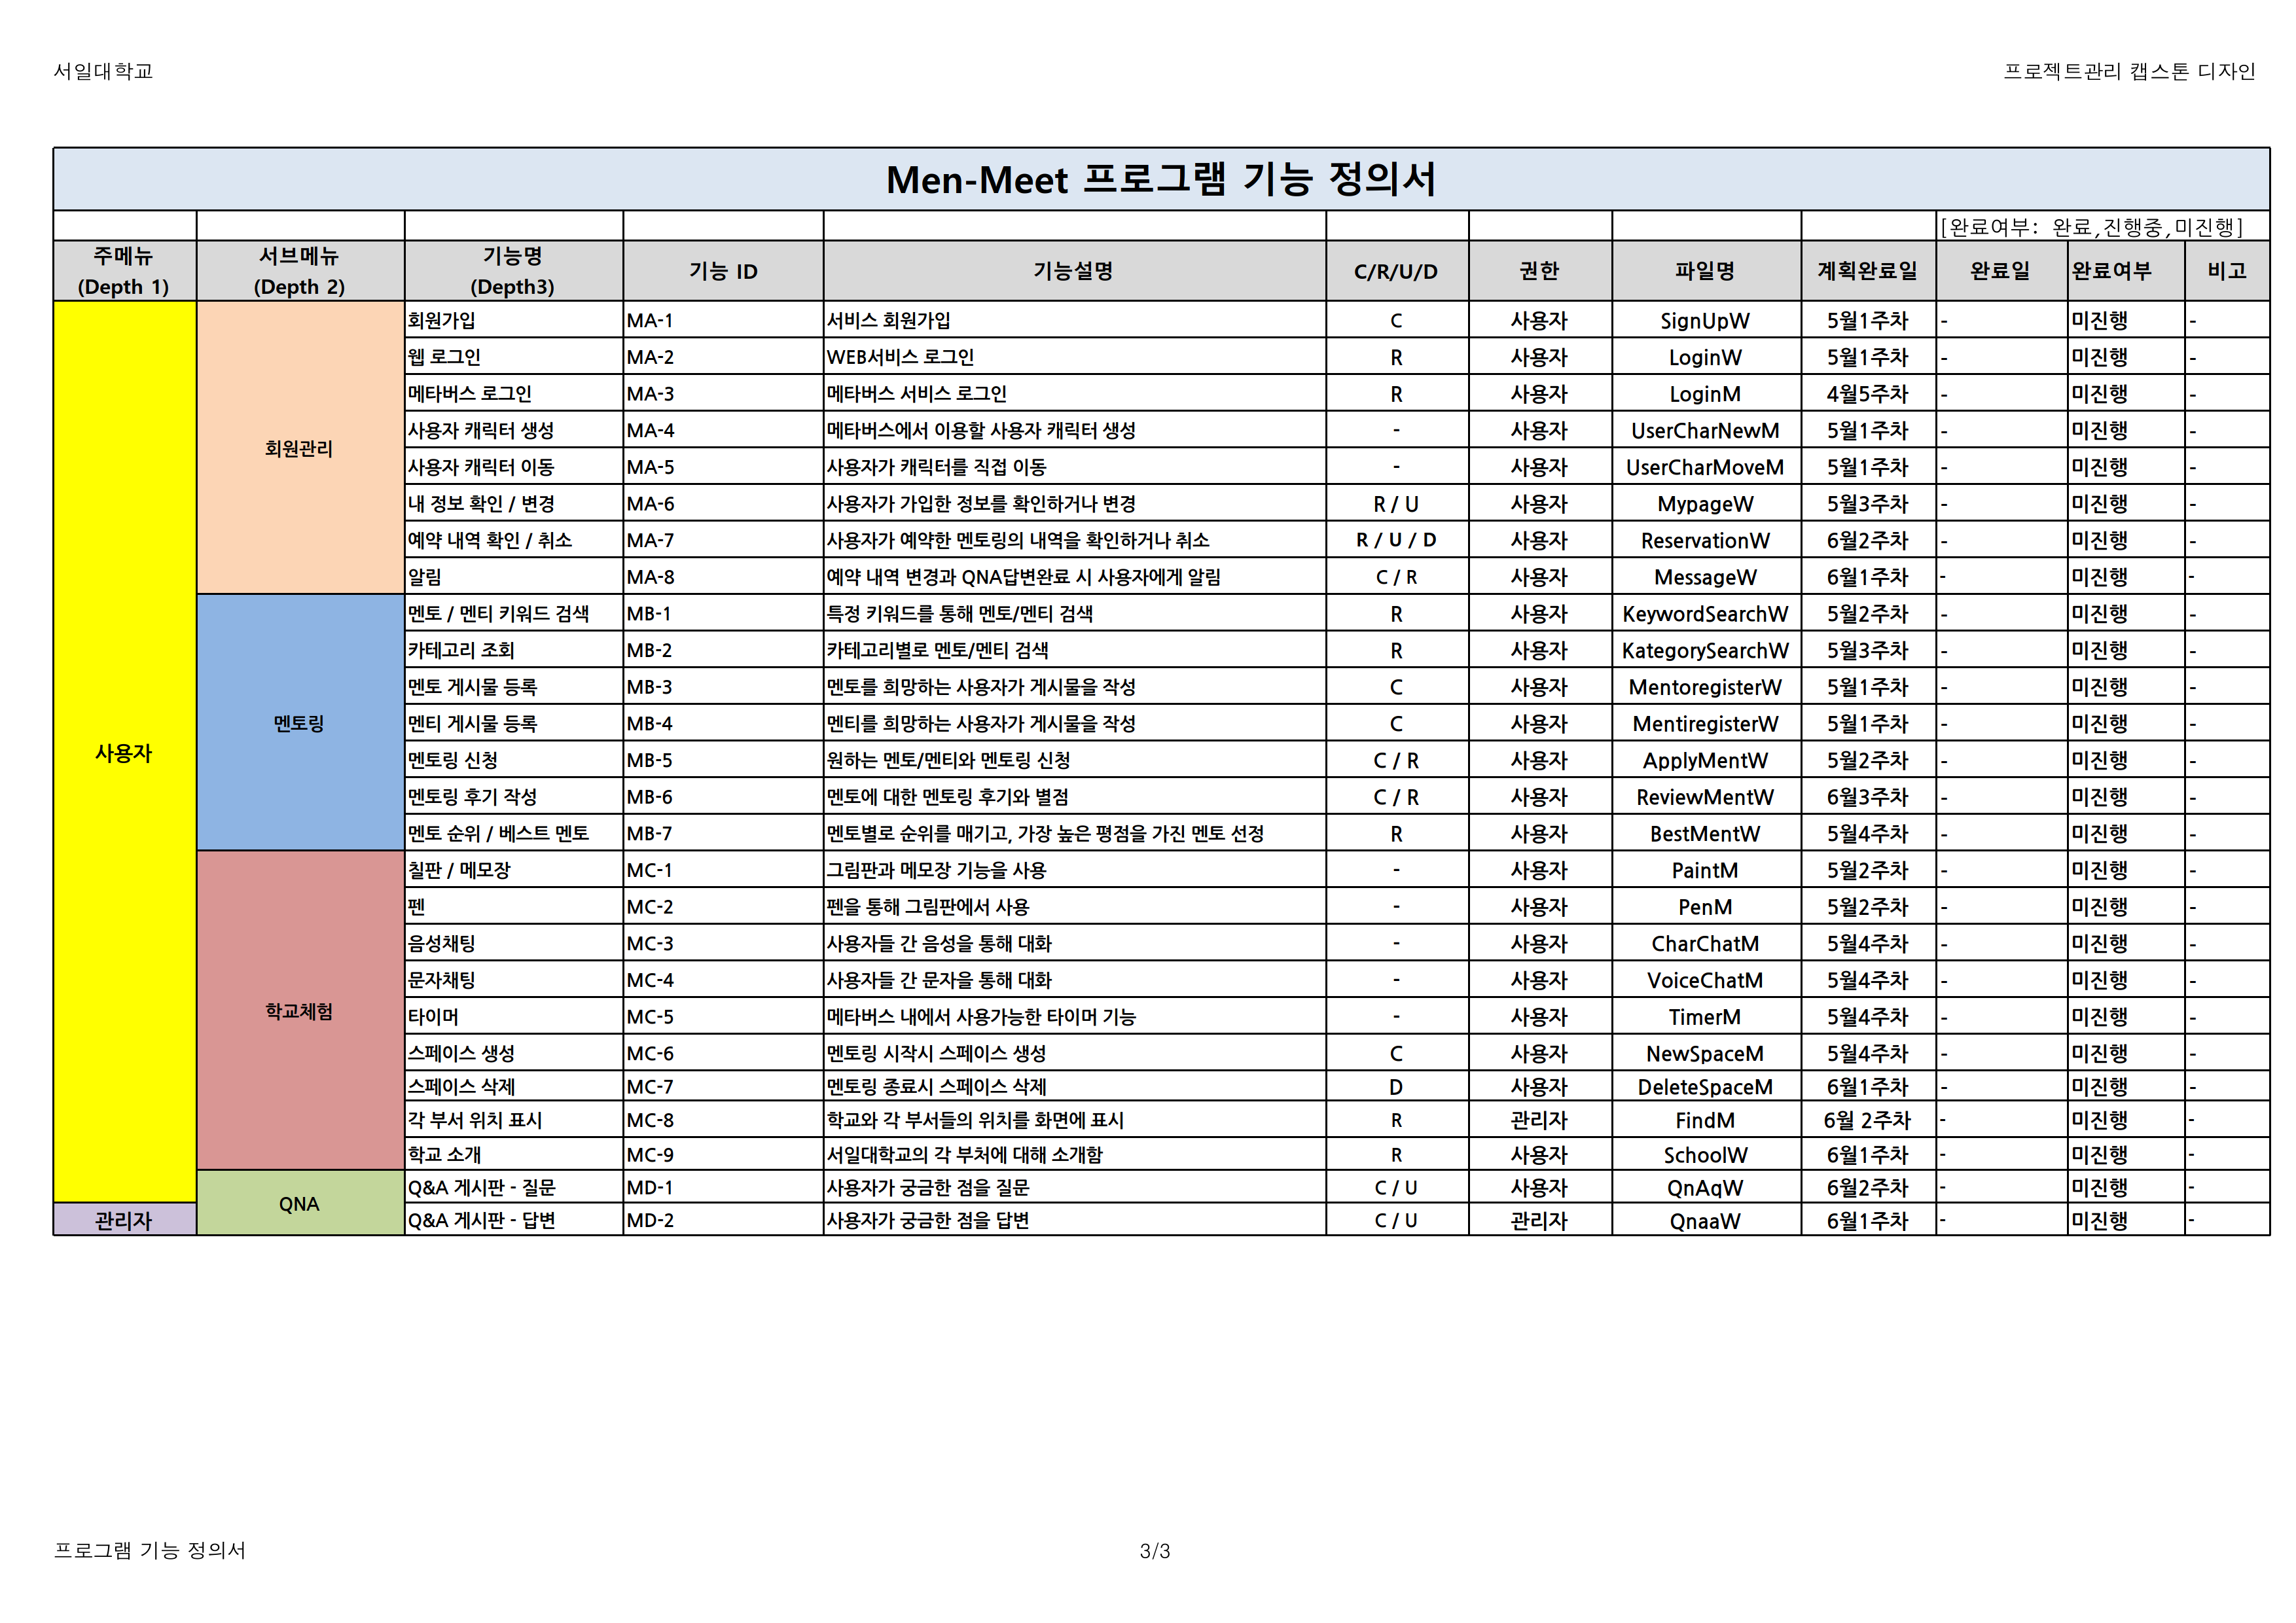 서일대학교 프로젝트관리 캡스톤 디자인
Men-Meet 프로그램 기능 정의서
[완료여부: 완료,진행중,미진행]
주메뉴 (Depth 1) 서브메뉴 (Depth 2) 기능명 (Depth3) 기능 ID 기능설명 C/R/U/D 권한 파일명 계획완료일 완료일 완료여부 비고
사용자
회원관리
회원가입 MA-1 서비스 회원가입 C 사용자 SignUpW 5월1주차 - 미진행 -
웹 로그인 MA-2 WEB서비스 로그인 R 사용자 LoginW 5월1주차 - 미진행 -
메타버스 로그인 MA-3 메타버스 서비스 로그인 R 사용자 LoginM 4월5주차 - 미진행 -
사용자 캐릭터 생성 MA-4 메타버스에서 이용할 사용자 캐릭터 생성 - 사용자 UserCharNewM 5월1주차 - 미진행 -
사용자 캐릭터 이동 MA-5 사용자가 캐릭터를 직접 이동 - 사용자 UserCharMoveM 5월1주차 - 미진행 -
내 정보 확인 / 변경 MA-6 사용자가 가입한 정보를 확인하거나 변경 R / U 사용자 MypageW 5월3주차 - 미진행 -
예약 내역 확인 / 취소 MA-7 사용자가 예약한 멘토링의 내역을 확인하거나 취소 R / U / D 사용자 ReservationW 6월2주차 - 미진행 -
알림 MA-8 예약 내역 변경과 QNA답변완료 시 사용자에게 알림 C / R 사용자 MessageW 6월1주차 - 미진행 -
멘토링
멘토 / 멘티 키워드 검색 MB-1 특정 키워드를 통해 멘토/멘티 검색 R 사용자 KeywordSearchW 5월2주차 - 미진행 -
카테고리 조회 MB-2 카테고리별로 멘토/멘티 검색 R 사용자 KategorySearchW 5월3주차 - 미진행 -
멘토 게시물 등록 MB-3 멘토를 희망하는 사용자가 게시물을 작성 C 사용자 MentoregisterW 5월1주차 - 미진행 -
멘티 게시물 등록 MB-4 멘티를 희망하는 사용자가 게시물을 작성 C 사용자 MentiregisterW 5월1주차 - 미진행 -
멘토링 신청 MB-5 원하는 멘토/멘티와 멘토링 신청 C / R 사용자 ApplyMentW 5월2주차 - 미진행 -
멘토링 후기 작성 MB-6 멘토에 대한 멘토링 후기와 별점 C / R 사용자 ReviewMentW 6월3주차 - 미진행 -
멘토 순위 / 베스트 멘토 MB-7 멘토별로 순위를 매기고, 가장 높은 평점을 가진 멘토 선정 R 사용자 BestMentW 5월4주차 - 미진행 -
학교체험
칠판 / 메모장 MC-1 그림판과 메모장 기능을 사용 - 사용자 PaintM 5월2주차 - 미진행 -
펜 MC-2 펜을 통해 그림판에서 사용 - 사용자 PenM 5월2주차 - 미진행 -
음성채팅 MC-3 사용자들 간 음성을 통해 대화 - 사용자 CharChatM 5월4주차 - 미진행 -
문자채팅 MC-4 사용자들 간 문자을 통해 대화 - 사용자 VoiceChatM 5월4주차 - 미진행 -
타이머 MC-5 메타버스 내에서 사용가능한 타이머 기능 - 사용자 TimerM 5월4주차 - 미진행 -
스페이스 생성 MC-6 멘토링 시작시 스페이스 생성 C 사용자 NewSpaceM 5월4주차 - 미진행 -
스페이스 삭제 MC-7 멘토링 종료시 스페이스 삭제 D 사용자 DeleteSpaceM 6월1주차 - 미진행 -
각 부서 위치 표시 MC-8 학교와 각 부서들의 위치를 화면에 표시 R 관리자 FindM 6월 2주차 - 미진행 -
학교 소개 MC-9 서일대학교의 각 부처에 대해 소개함 R 사용자 SchoolW 6월1주차 - 미진행 -
QNA
Q&A 게시판 - 질문 MD-1 사용자가 궁금한 점을 질문 C / U 사용자 QnAqW 6월2주차 - 미진행 -
관리자 Q&A 게시판 - 답변 MD-2 사용자가 궁금한 점을 답변 C / U 관리자 QnaaW 6월1주차 - 미진행 -
프로그램 기능 정의서 3/3